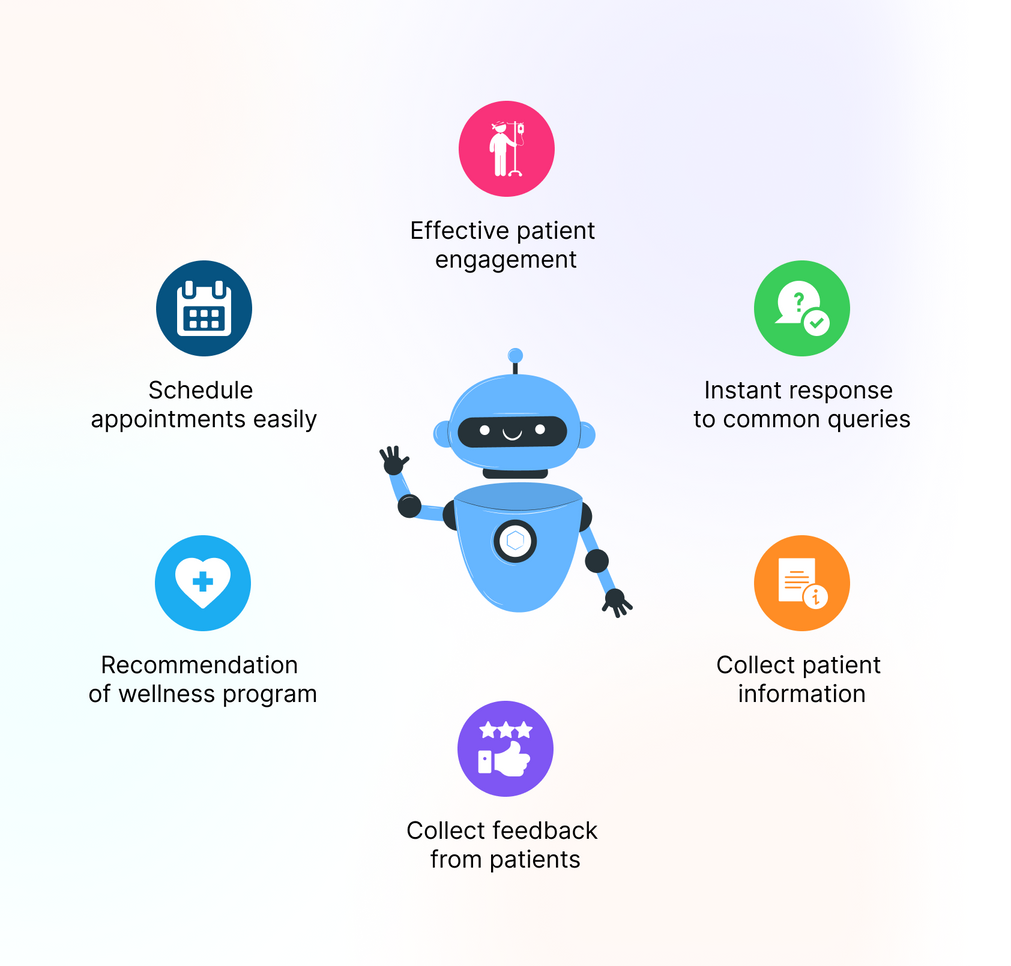 Effective patient
engagement
Schedule
appointments easily
Instant response
to common queries
Recommendation
of wellness program
Collect patient
information
Collect feedback
from patients